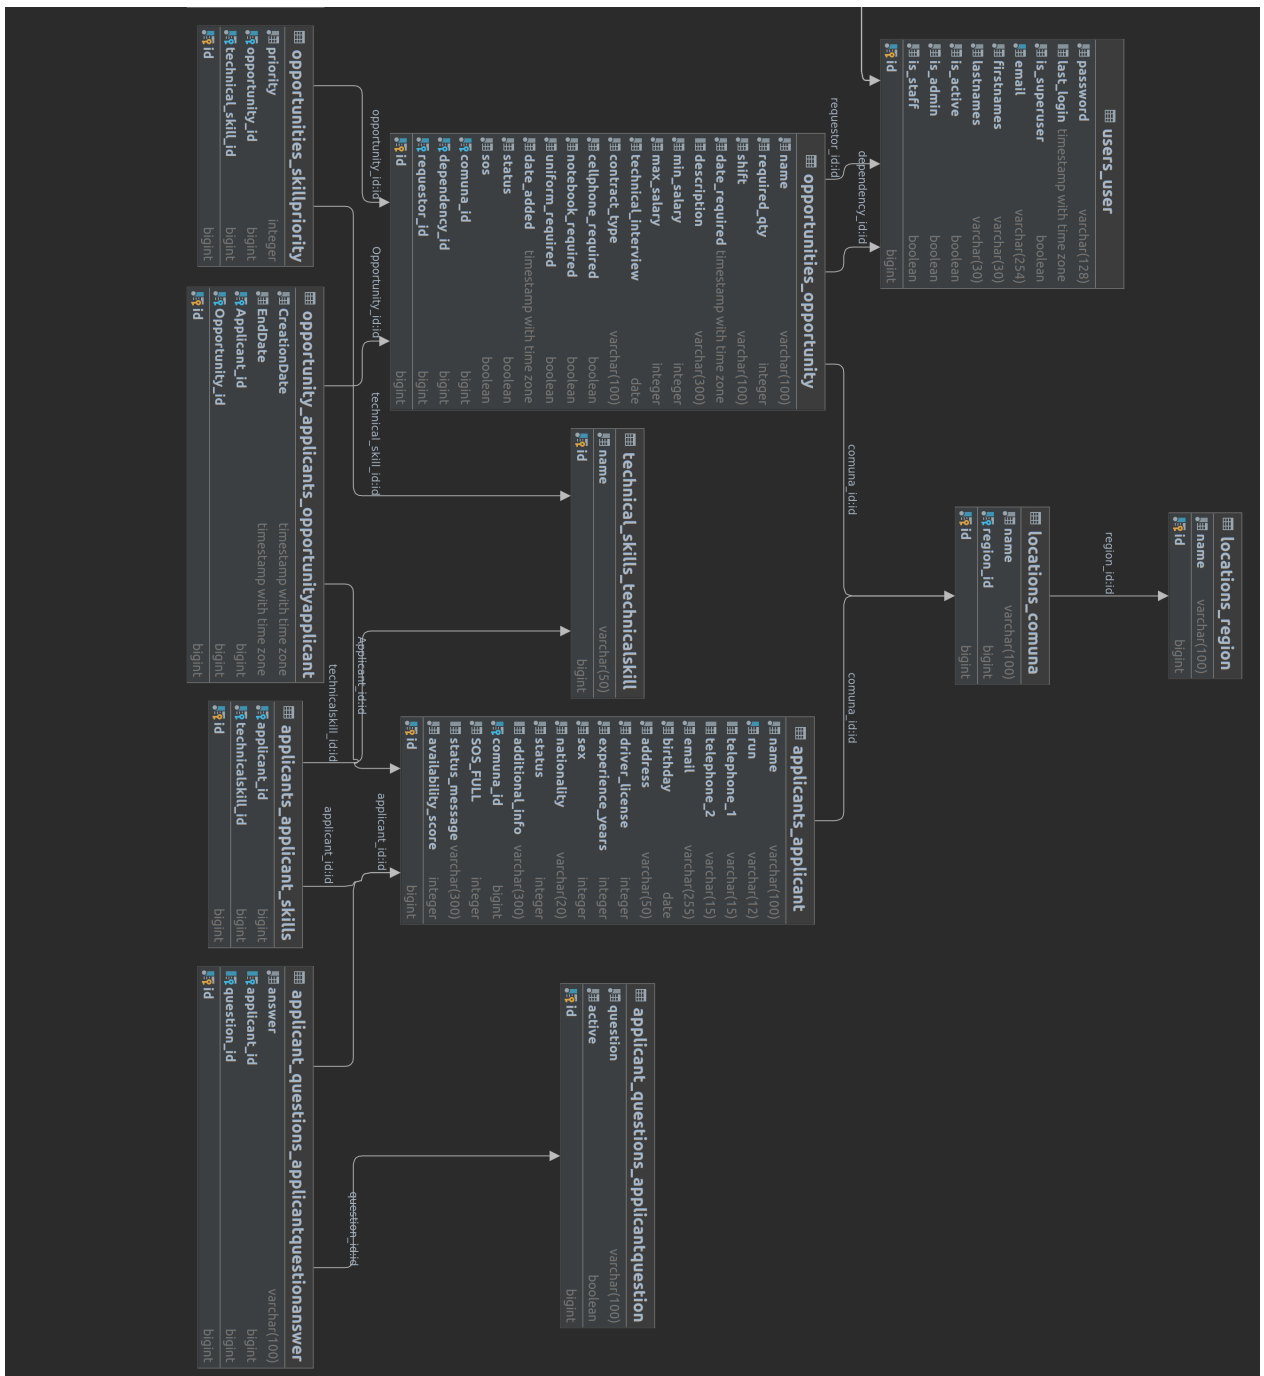 users_user
password varchar(128)
last_login timestamp with time zone
is_superuser boolean
email varchar(254)
firstnames varchar(30)
lastnames varchar(30)
is_active boolean
is_admin boolean
is_staff boolean
id bigint
locations_region
name varchar(100)
id bigint
region_id:id
locations_comuna
name varchar(100)
region_id bigint
id bigint
requestor_id:id
dependency_id:id
comuna_id:id
comuna_id:id
opportunities_opportunity
name varchar(100)
required_qty integer
shift varchar(100)
date_required timestamp with time zone
description varchar(300)
min_salary integer
max_salary integer
technical_interview date
contract_type varchar(100)
cellphone_required boolean
notebook_required boolean
uniform_required boolean
date_added timestamp with time zone
status boolean
sos boolean
comuna_id bigint
dependency_id bigint
requestor_id bigint
id bigint
applicants_applicant
name varchar(100)
run varchar(12)
telephone_1 varchar(15)
telephone_2 varchar(15)
email varchar(255)
birthday date
address varchar(50)
driver_license integer
experience_years integer
sex integer
nationality varchar(20)
status integer
additional_info varchar(300)
comuna_id bigint
SOS_FULL integer
status_message varchar(300)
availability_score integer
id bigint
technical_skills_technicalskill
name varchar(50)
id bigint
applicant_questions_applicantquestion
question varchar(100)
active boolean
id bigint
opportunity_id:id
Opportunity_id:id
technical_skill_id:id
Applicant_id:id
technicalskill_id:id
applicant_id:id
applicant_id:id
question_id:id
opportunities_skillpriority
priority integer
opportunity_id bigint
technical_skill_id bigint
id bigint
opportunity_applicants_opportunityapplicant
CreationDate timestamp with time zone
EndDate timestamp with time zone
Applicant_id bigint
Opportunity_id bigint
id bigint
applicants_applicant_skills
applicant_id bigint
technicalskill_id bigint
id bigint
applicant_questions_applicantquestionanswer
answer varchar(100)
applicant_id bigint
question_id bigint
id bigint